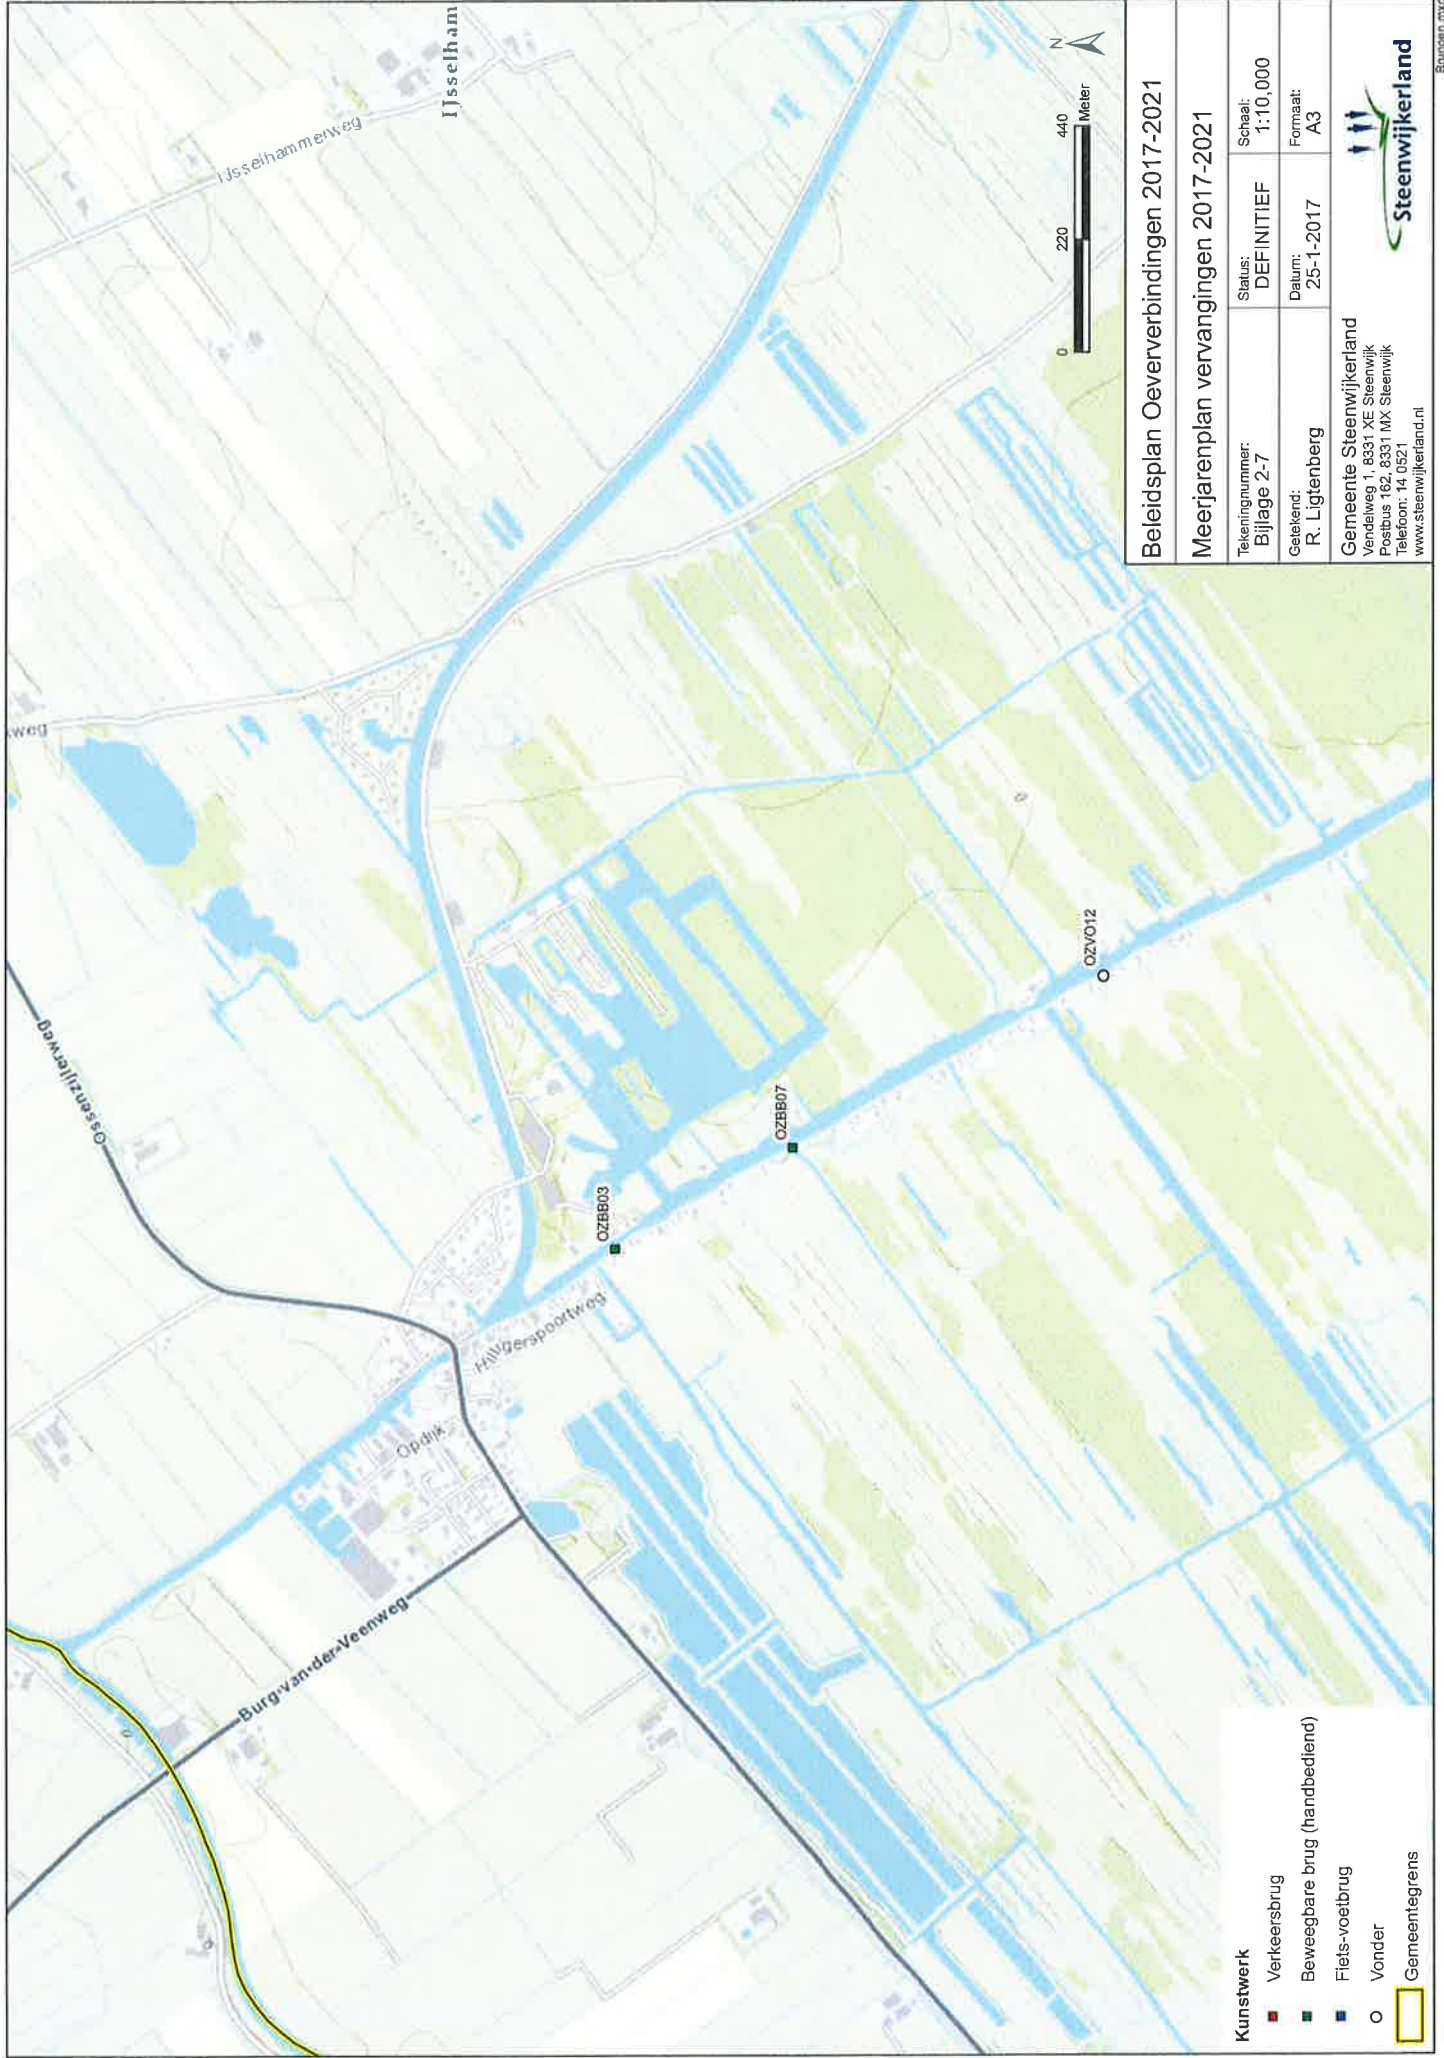 IJsselham
IJsselhammerweg
kweg
Ossenzijlerweg
Opdijk
Burg-van-der-Veenweg
OZBB03
OZBB07
OZVO12
N
0 220 440
Meter
Beleidsplan Oeververbindingen 2017-2021
Meerjarenplan vervangingen 2017-2021
Tekeningnummer: Status: Schaal:
Bijlage 2-7 DEFINITIEF 1:10,000
Getekend: Datum: Formaat:
R. Ligtenberg 25-1-2017 A3
Gemeente Steenwijkerland
Vendelweg 1, 8331 XE Steenwijk
Postbus 162, 8331 MX Steenwijk
Telefoon: 14 0521
www.steenwijkerland.nl
Steenwijkerland
Kunstwerk
Verkeersbrug
Beweegbare brug (handbediend)
Fiets-voetbrug
Vonder
Gemeentegrens